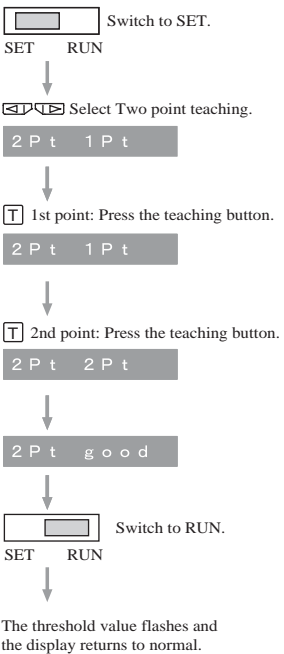 Switch to SET.
SET RUN
Select Two point teaching.
2Pt 1Pt
T 1st point: Press the teaching button.
2Pt 1Pt
T 2nd point: Press the teaching button.
2Pt 2Pt
2Pt good
Switch to RUN.
SET RUN
The threshold value flashes and
the display returns to normal.